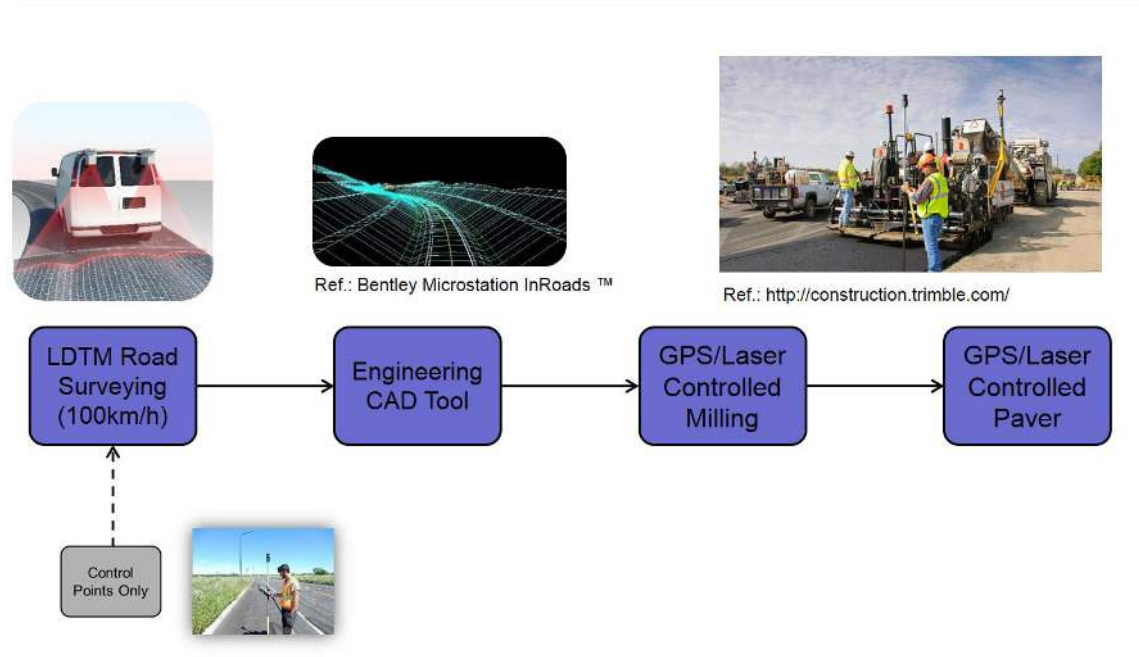 Ref.: Bentley Microstation InRoads ™
Ref.: http://construction.trimble.com/
LDTM Road
Surveying
(100km/h)
Engineering
CAD Tool
GPS/Laser
Controlled
Milling
GPS/Laser
Controlled
Paver
Control
Points Only